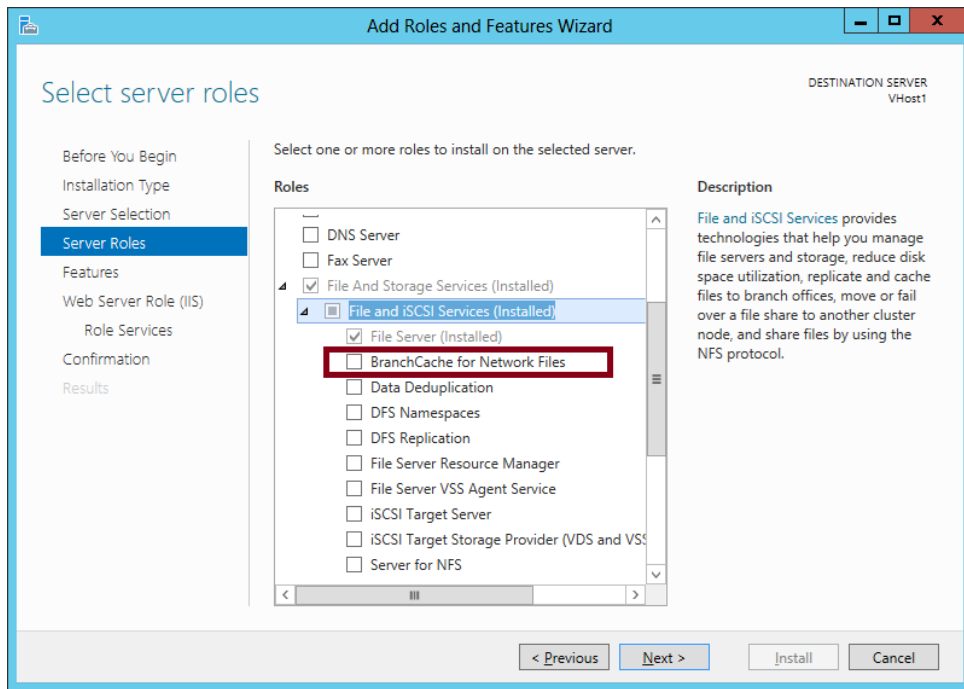 Add Roles and Features Wizard
Select server roles
DESTINATION SERVER
VHost1
Before You Begin
Installation Type
Server Selection
Server Roles
Features
Web Server Role (IIS)
Role Services
Confirmation
Results
Select one or more roles to install on the selected server.
Roles
DNS Server
Fax Server
File And Storage Services (Installed)
File and iSCSI Services (Installed)
File Server (Installed)
BranchCache for Network Files
Data Deduplication
DFS Namespaces
DFS Replication
File Server Resource Manager
File Server VSS Agent Service
iSCSI Target Server
iSCSI Target Storage Provider (VDS and VSS
Server for NFS
Description
File and iSCSI Services provides
technologies that help you manage
file servers and storage, reduce disk
space utilization, replicate and cache
files to branch offices, move or fail
over a file share to another cluster
node, and share files by using the
NFS protocol.
< Previous
Next >
Install
Cancel